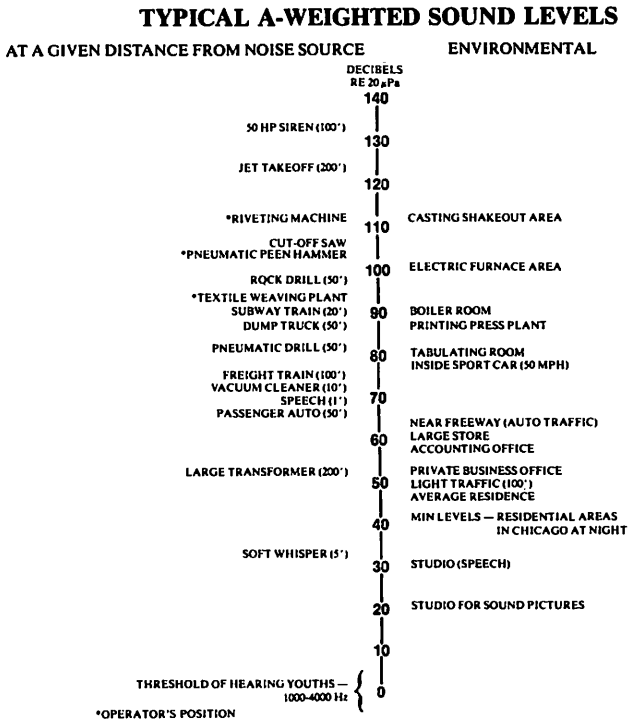 TYPICAL A-WEIGHTED SOUND LEVELS
AT A GIVEN DISTANCE FROM NOISE SOURCE
ENVIRONMENTAL
DECIBELS
RE 20 μPa
140
50 HP SIREN (100')
130
JET TAKEOFF (200')
120
*RIVETING MACHINE
110
CASTING SHAKEOUT AREA
CUT-OFF SAW
*PNEUMATIC PEEN HAMMER
100
ELECTRIC FURNACE AREA
ROCK DRILL (50')
*TEXTILE WEAVING PLANT
SUBWAY TRAIN (20')
90
BOILER ROOM
DUMP TRUCK (50')
PRINTING PRESS PLANT
PNEUMATIC DRILL (50')
80
TABULATING ROOM
INSIDE SPORT CAR (50 MPH)
FREIGHT TRAIN (100')
VACUUM CLEANER (10')
SPEECH (1')
70
PASSENGER AUTO (50')
NEAR FREEWAY (AUTO TRAFFIC)
60
LARGE STORE
ACCOUNTING OFFICE
LARGE TRANSFORMER (200')
50
PRIVATE BUSINESS OFFICE
LIGHT TRAFFIC (100')
AVERAGE RESIDENCE
40
MIN LEVELS — RESIDENTIAL AREAS
IN CHICAGO AT NIGHT
SOFT WHISPER (5')
30
STUDIO (SPEECH)
20
STUDIO FOR SOUND PICTURES
10
THRESHOLD OF HEARING YOUTHS —
1000-4000 Hz
0
*OPERATOR'S POSITION